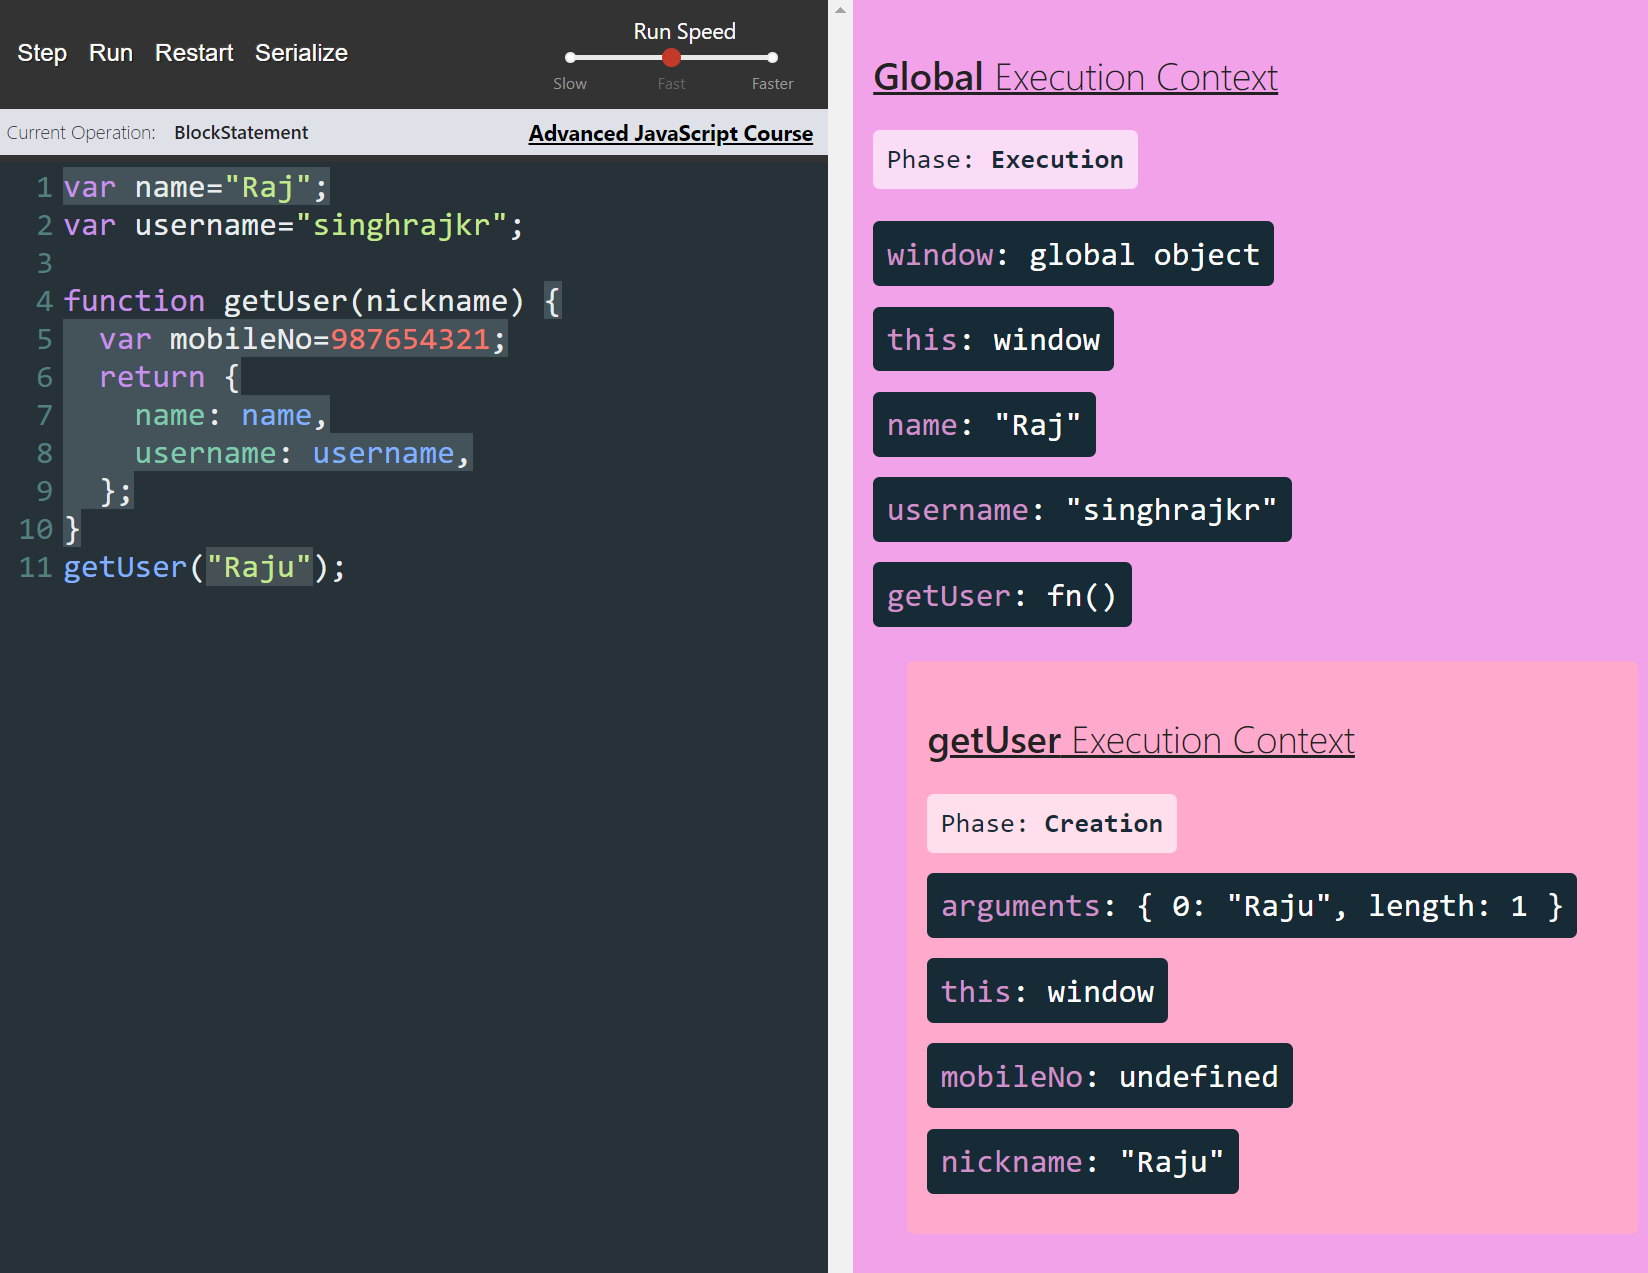 Step Run Restart Serialize
Run Speed
Slow Fast Faster
Current Operation: BlockStatement Advanced JavaScript Course
1 var name="Raj";
2 var username="singhrajkr";
3
4 function getUser(nickname) {
5   var mobileNo=987654321;
6   return {
7     name: name,
8     username: username,
9   };
10 }
11 getUser("Raju");
Global Execution Context
Phase: Execution
window: global object
this: window
name: "Raj"
username: "singhrajkr"
getUser: fn()
getUser Execution Context
Phase: Creation
arguments: { 0: "Raju", length: 1 }
this: window
mobileNo: undefined
nickname: "Raju"